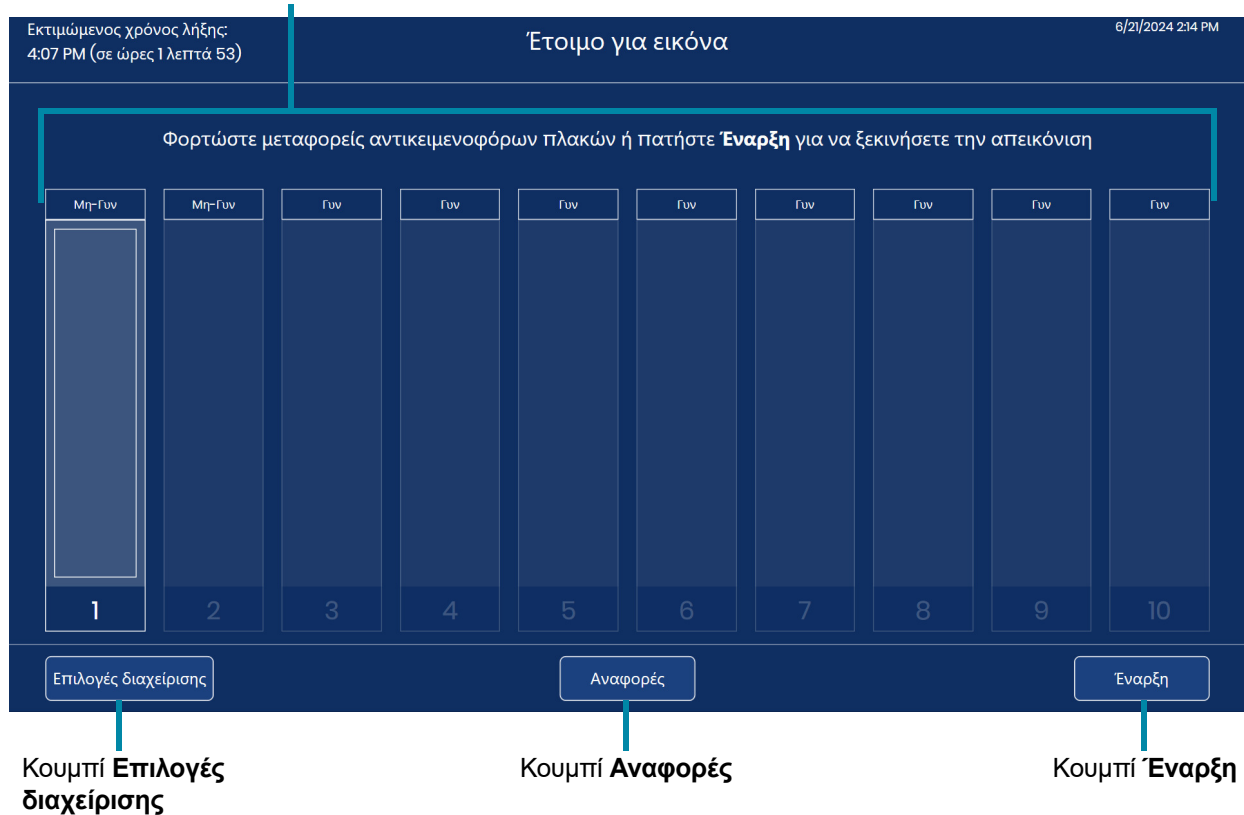 Εκτιμώμενος χρόνος λήξης:
4:07 PM (σε ώρες 1 λεπτά 53)
Έτοιμο για εικόνα
6/21/2024 2:14 PM
Φορτώστε μεταφορείς αντικειμενοφόρων πλακών ή πατήστε Έναρξη για να ξεκινήσετε την απεικόνιση
Μη-Γυν Μη-Γυν Γυν Γυν Γυν Γυν Γυν Γυν Γυν Γυν
1 2 3 4 5 6 7 8 9 10
Επιλογές διαχείρισης Αναφορές Έναρξη
Κουμπί Επιλογές
διαχείρισης
Κουμπί Αναφορές
Κουμπί Έναρξη